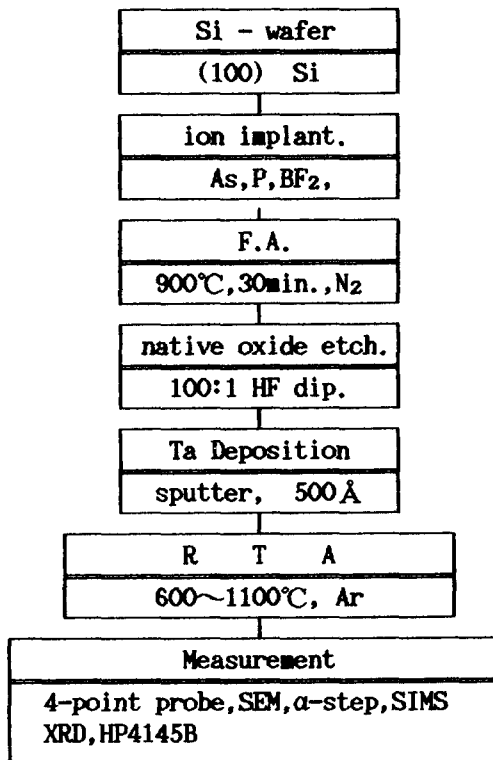 Si - wafer
(100) Si
ion implant.
As,P,BF₂,
F.A.
900℃,30min.,N₂
native oxide etch.
100:1 HF dip.
Ta Deposition
sputter, 500Å
R T A
600～1100℃, Ar
Measurement
4-point probe,SEM,α-step,SIMS
XRD,HP4145B